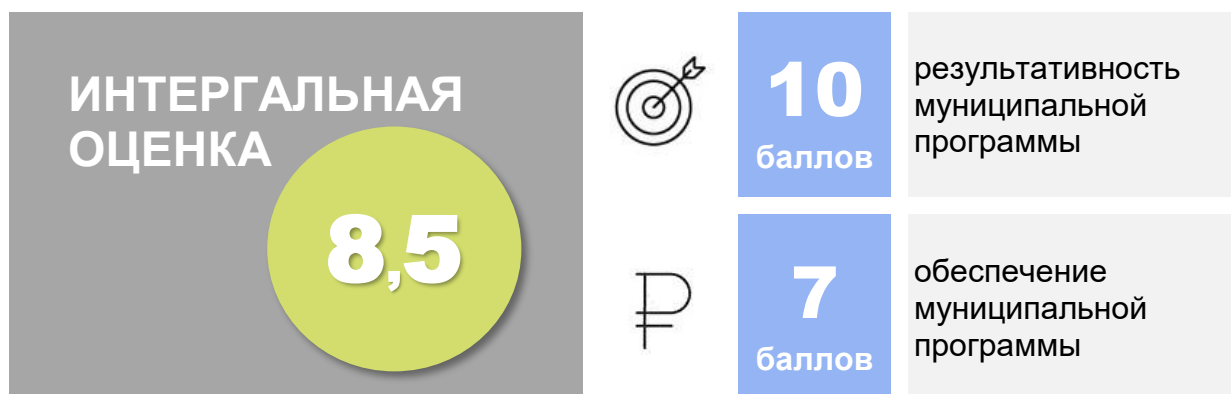 ИНТЕРГАЛЬНАЯ
ОЦЕНКА
8,5
10
баллов
результативность
муниципальной
программы
7
баллов
обеспечение
муниципальной
программы